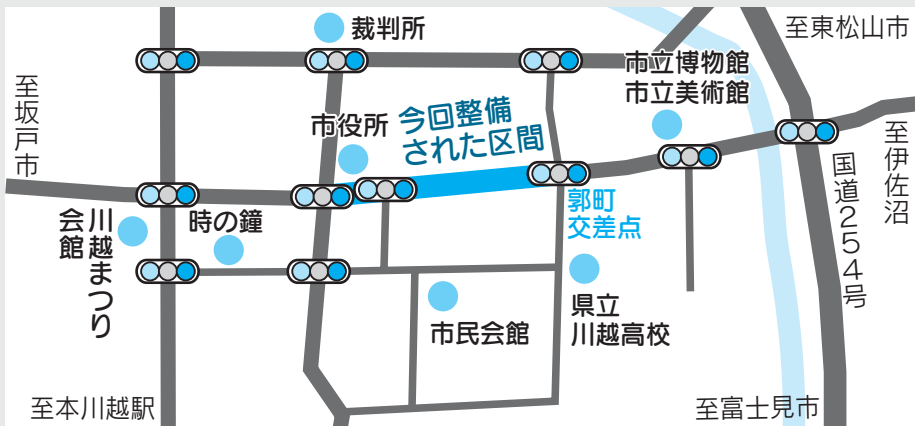 裁判所
至東松山市
市立博物館
市立美術館
至坂戸市
市役所
今回整備
された区間
至伊佐沼
国道254号
郭町
交差点
川越まつり
会館
時の鐘
県立
川越高校
市民会館
至本川越駅
至富士見市